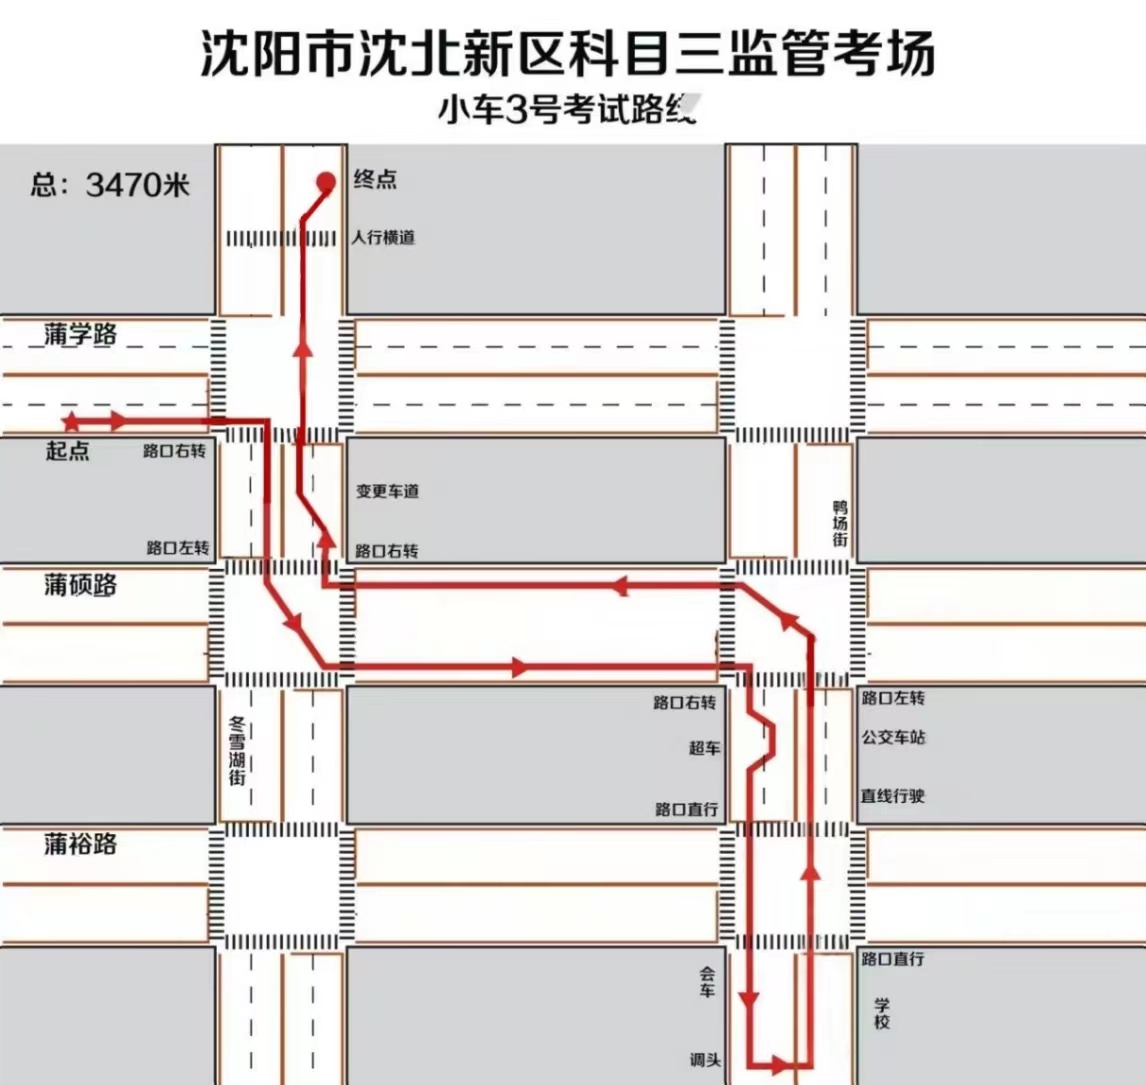 沈阳市沈北新区科目三监管考场
小车3号考试路线
总：3470米
终点
人行横道
蒲学路
起点
路口右转
变更车道
鸭场街
路口左转
路口右转
蒲硕路
路口右转
路口左转
冬雪湖街
超车
公交车站
路口直行
直线行驶
蒲裕路
会车
路口直行
学校
调头